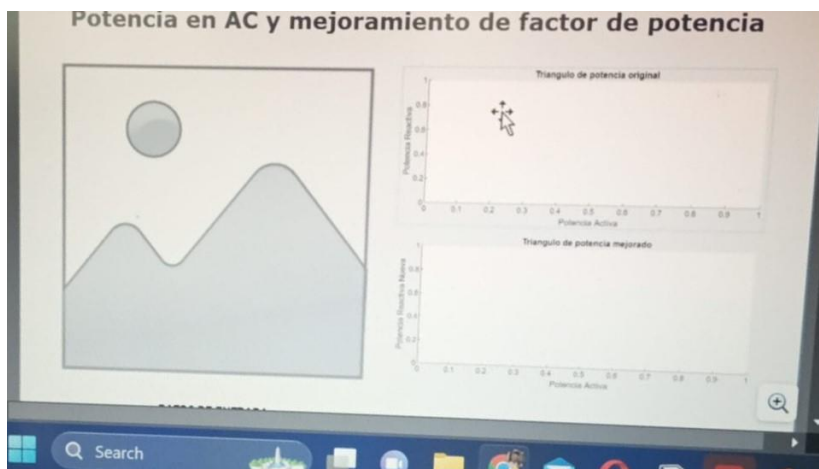 Potencia en AC y mejoramiento de factor de potencia
Triangulo de potencia original
Potencia Reactiva
1
0.8
0.6
0.4
0.2
0
0 0.1 0.2 0.3 0.4 0.5 0.6 0.7 0.8 0.9 1
Potencia Activa
Triangulo de potencia mejorado
Potencia Reactiva Nueva
1
0.8
0.6
0.4
0.2
0
0 0.1 0.2 0.3 0.4 0.5 0.6 0.7 0.8 0.9 1
Potencia Activa
Search